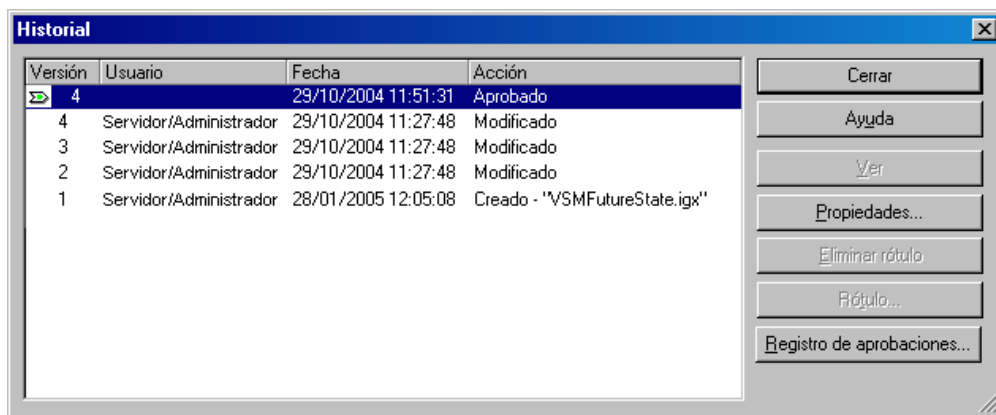 Historial
Versión Usuario Fecha Acción
4 29/10/2004 11:51:31 Aprobado
4 Servidor/Administrador 29/10/2004 11:27:48 Modificado
3 Servidor/Administrador 29/10/2004 11:27:48 Modificado
2 Servidor/Administrador 29/10/2004 11:27:48 Modificado
1 Servidor/Administrador 28/01/2005 12:05:08 Creado - "VSMFutureState.igx"
Cerrar
Ayuda
Ver
Propiedades...
Eliminar rótulo
Rótulo...
Registro de aprobaciones...